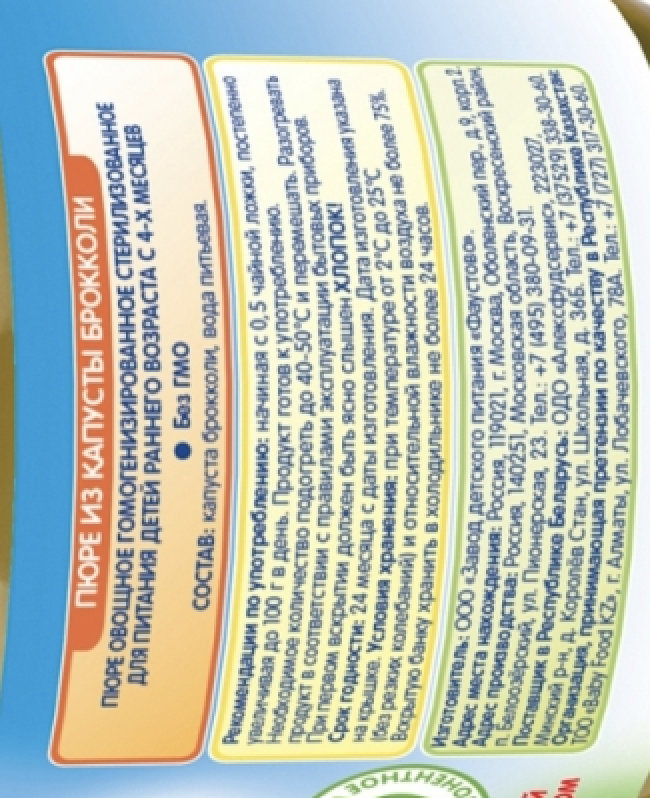 ПЮРЕ ИЗ КАПУСТЫ БРОККОЛИ
ПЮРЕ ОВОЩНОЕ ГОМОГЕНИЗИРОВАННОЕ СТЕРИЛИЗОВАННОЕ
ДЛЯ ПИТАНИЯ ДЕТЕЙ РАННЕГО ВОЗРАСТА С 4-Х МЕСЯЦЕВ
● Без ГМО
СОСТАВ: капуста брокколи, вода питьевая.
Рекомендации по употреблению: начиная с 0,5 чайной ложки, постепенно
увеличивая до 100 г в день. Продукт готов к употреблению.
Необходимое количество подогреть до 40-50°С и перемешать. Разогревать
продукт в соответствии с правилами эксплуатации бытовых приборов.
При первом вскрытии должен быть ясно слышен ХЛОПОК!
Срок годности: 24 месяца с даты изготовления. Дата изготовления указана
на крышке. Условия хранения: при температуре от 2°С до 25°С
(без резких колебаний) и относительной влажности воздуха не более 75%.
Вскрытую банку хранить в холодильнике не более 24 часов.
Изготовитель: ООО «Завод детского питания «Фаустово».
Адрес места нахождения: Россия, 119021, г. Москва, Оболенский пер., д. 9, корп. 2.
Адрес производства: Россия, 140251, Московская область, Воскресенский район,
п. Белоозёрский, ул. Пионерская, 23. Тел.: +7 (495) 380-09-31.
Поставщик в Республике Беларусь: ОДО «Алексфудсервис», 223027,
Минский р-н, д. Королёв Стан, ул. Школьная, д. 36Б. Тел.: +7 (37529) 338-30-60.
Организация, принимающая претензии по качеству в Республике Казахстан:
ТОО «Baby Food KZ», г. Алматы, ул. Лобачевского, 78А. Тел.: +7 (727) 317-30-60.